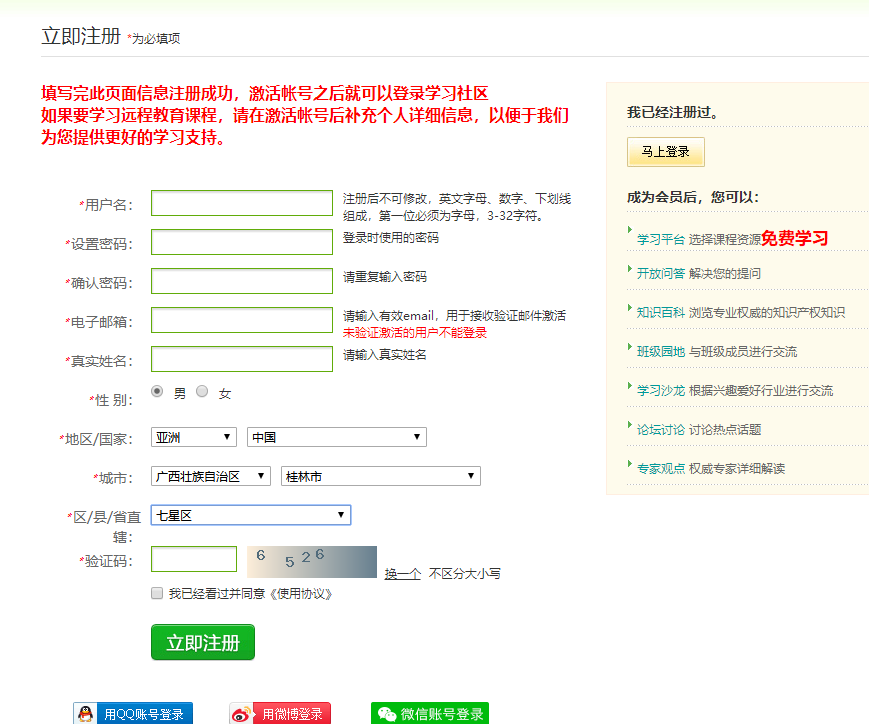 立即注册 *为必填项
填写完此页面信息注册成功，激活帐号之后就可以登录学习社区
如果要学习远程教育课程，请在激活帐号后补充个人详细信息，以便于我们
为您提供更好的学习支持。
*用户名：
注册后不可修改，英文字母、数字、下划线
组成，第一位必须为字母，3-32字符。
*设置密码：
登录时使用的密码
*确认密码：
请重复输入密码
*电子邮箱：
请输入有效email，用于接收验证邮件激活
未验证激活的用户不能登录
*真实姓名：
请输入真实姓名
*性 别： 男 女
*地区/国家： 亚洲 中国
*城市： 广西壮族自治区 桂林市
*区/县/省直
辖：
七星区
*验证码： 6 5 2 6 换一个 不区分大小写
我已经看过并同意《使用协议》
立即注册
用QQ账号登录 用微博登录 微信账号登录
我已经注册过。
马上登录
成为会员后，您可以：
学习平台 选择课程资源免费学习
开放问答 解决您的提问
知识百科 浏览专业权威的知识产权知识
班级园地 与班级成员进行交流
学习沙龙 根据兴趣爱好行业进行交流
论坛讨论 讨论热点话题
专家观点 权威专家详细解读